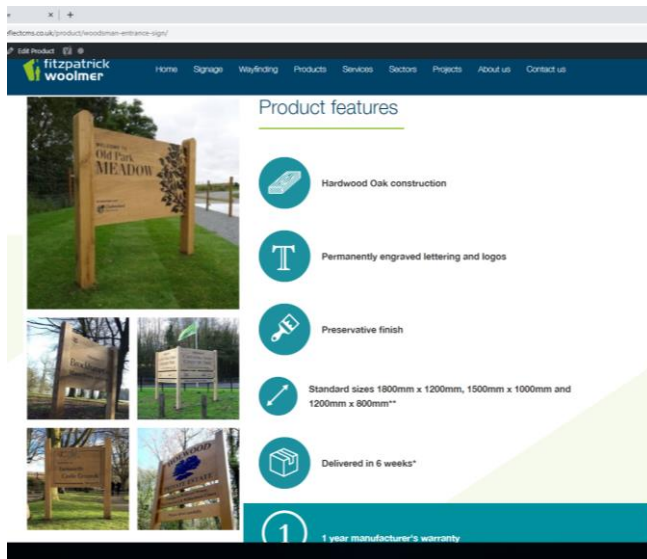 × | +
flectcms.co.uk/product/woodsman-entrance-sign/
Edit Product
fitzpatrick
woolmer
Home Signage Wayfinding Products Services Sectors Projects About us Contact us
WELCOME TO
Old Park
MEADOW
HOLWOOD
PRIVATE ESTATE
Product features
Hardwood Oak construction
T
Permanently engraved lettering and logos
Preservative finish
Standard sizes 1800mm x 1200mm, 1500mm x 1000mm and
1200mm x 800mm**
Delivered in 6 weeks*
1
1 year manufacturer's warranty